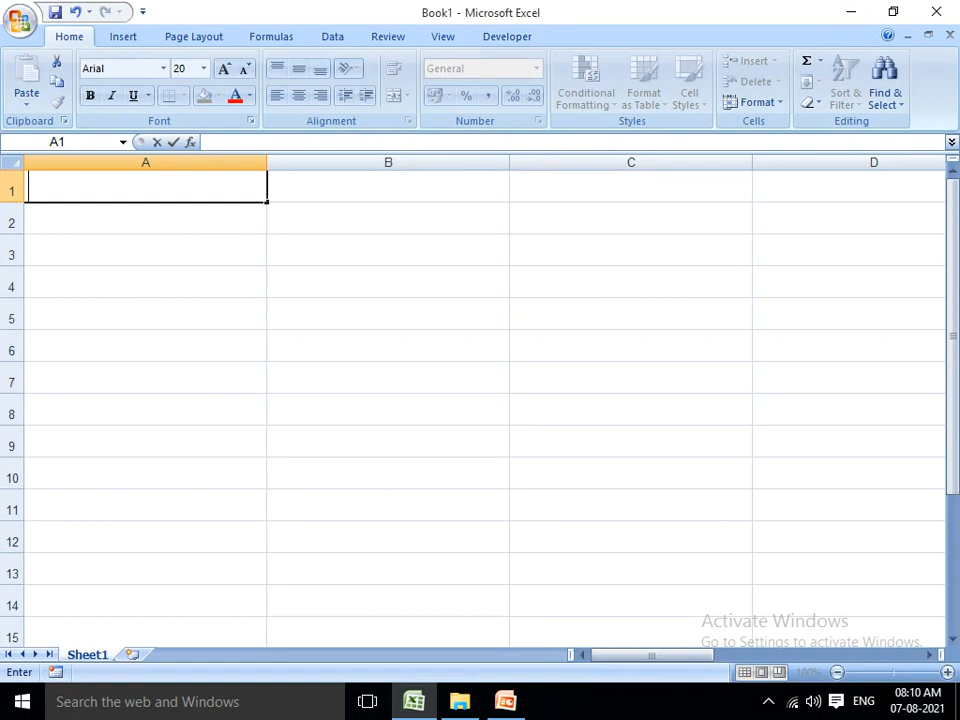 Book1 - Microsoft Excel
Home Insert Page Layout Formulas Data Review View Developer
Paste
Clipboard
Arial 20
B I U A
Font
Alignment
General
% ,
Number
Conditional Formatting
Format as Table
Cell Styles
Styles
Insert
Delete
Format
Cells
Σ
Sort & Filter
Find & Select
Editing
A1 fx
A B C D
1
2
3
4
5
6
7
8
9
10
11
12
13
14
15
Activate Windows
Go to Settings to activate Windows.
Sheet1
Enter 100%
Search the web and Windows
ENG
08:10 AM
07-08-2021